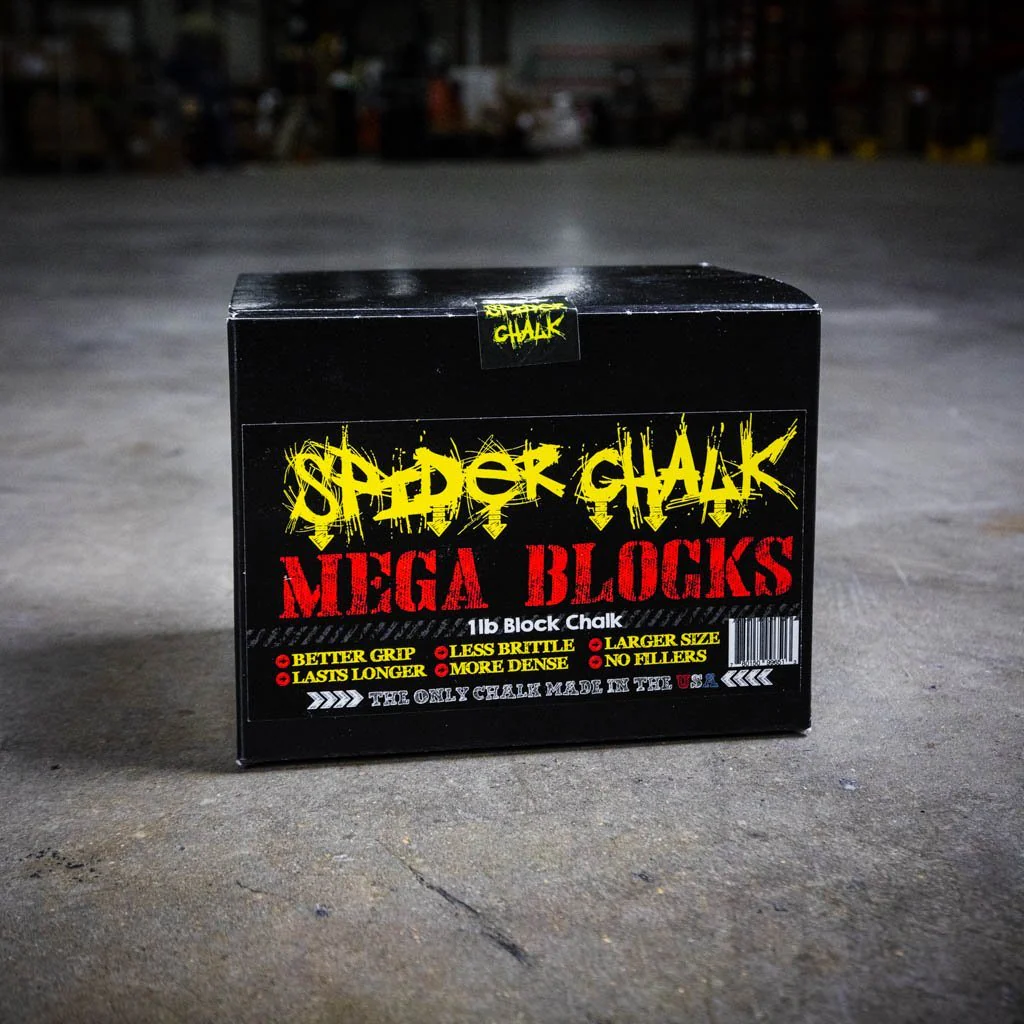 SPIDER
CHALK
SPIDER CHALK
MEGA BLOCKS
1lb Block Chalk
BETTER GRIP LESS BRITTLE LARGER SIZE
LASTS LONGER MORE DENSE NO FILLERS
THE ONLY CHALK MADE IN THE USA